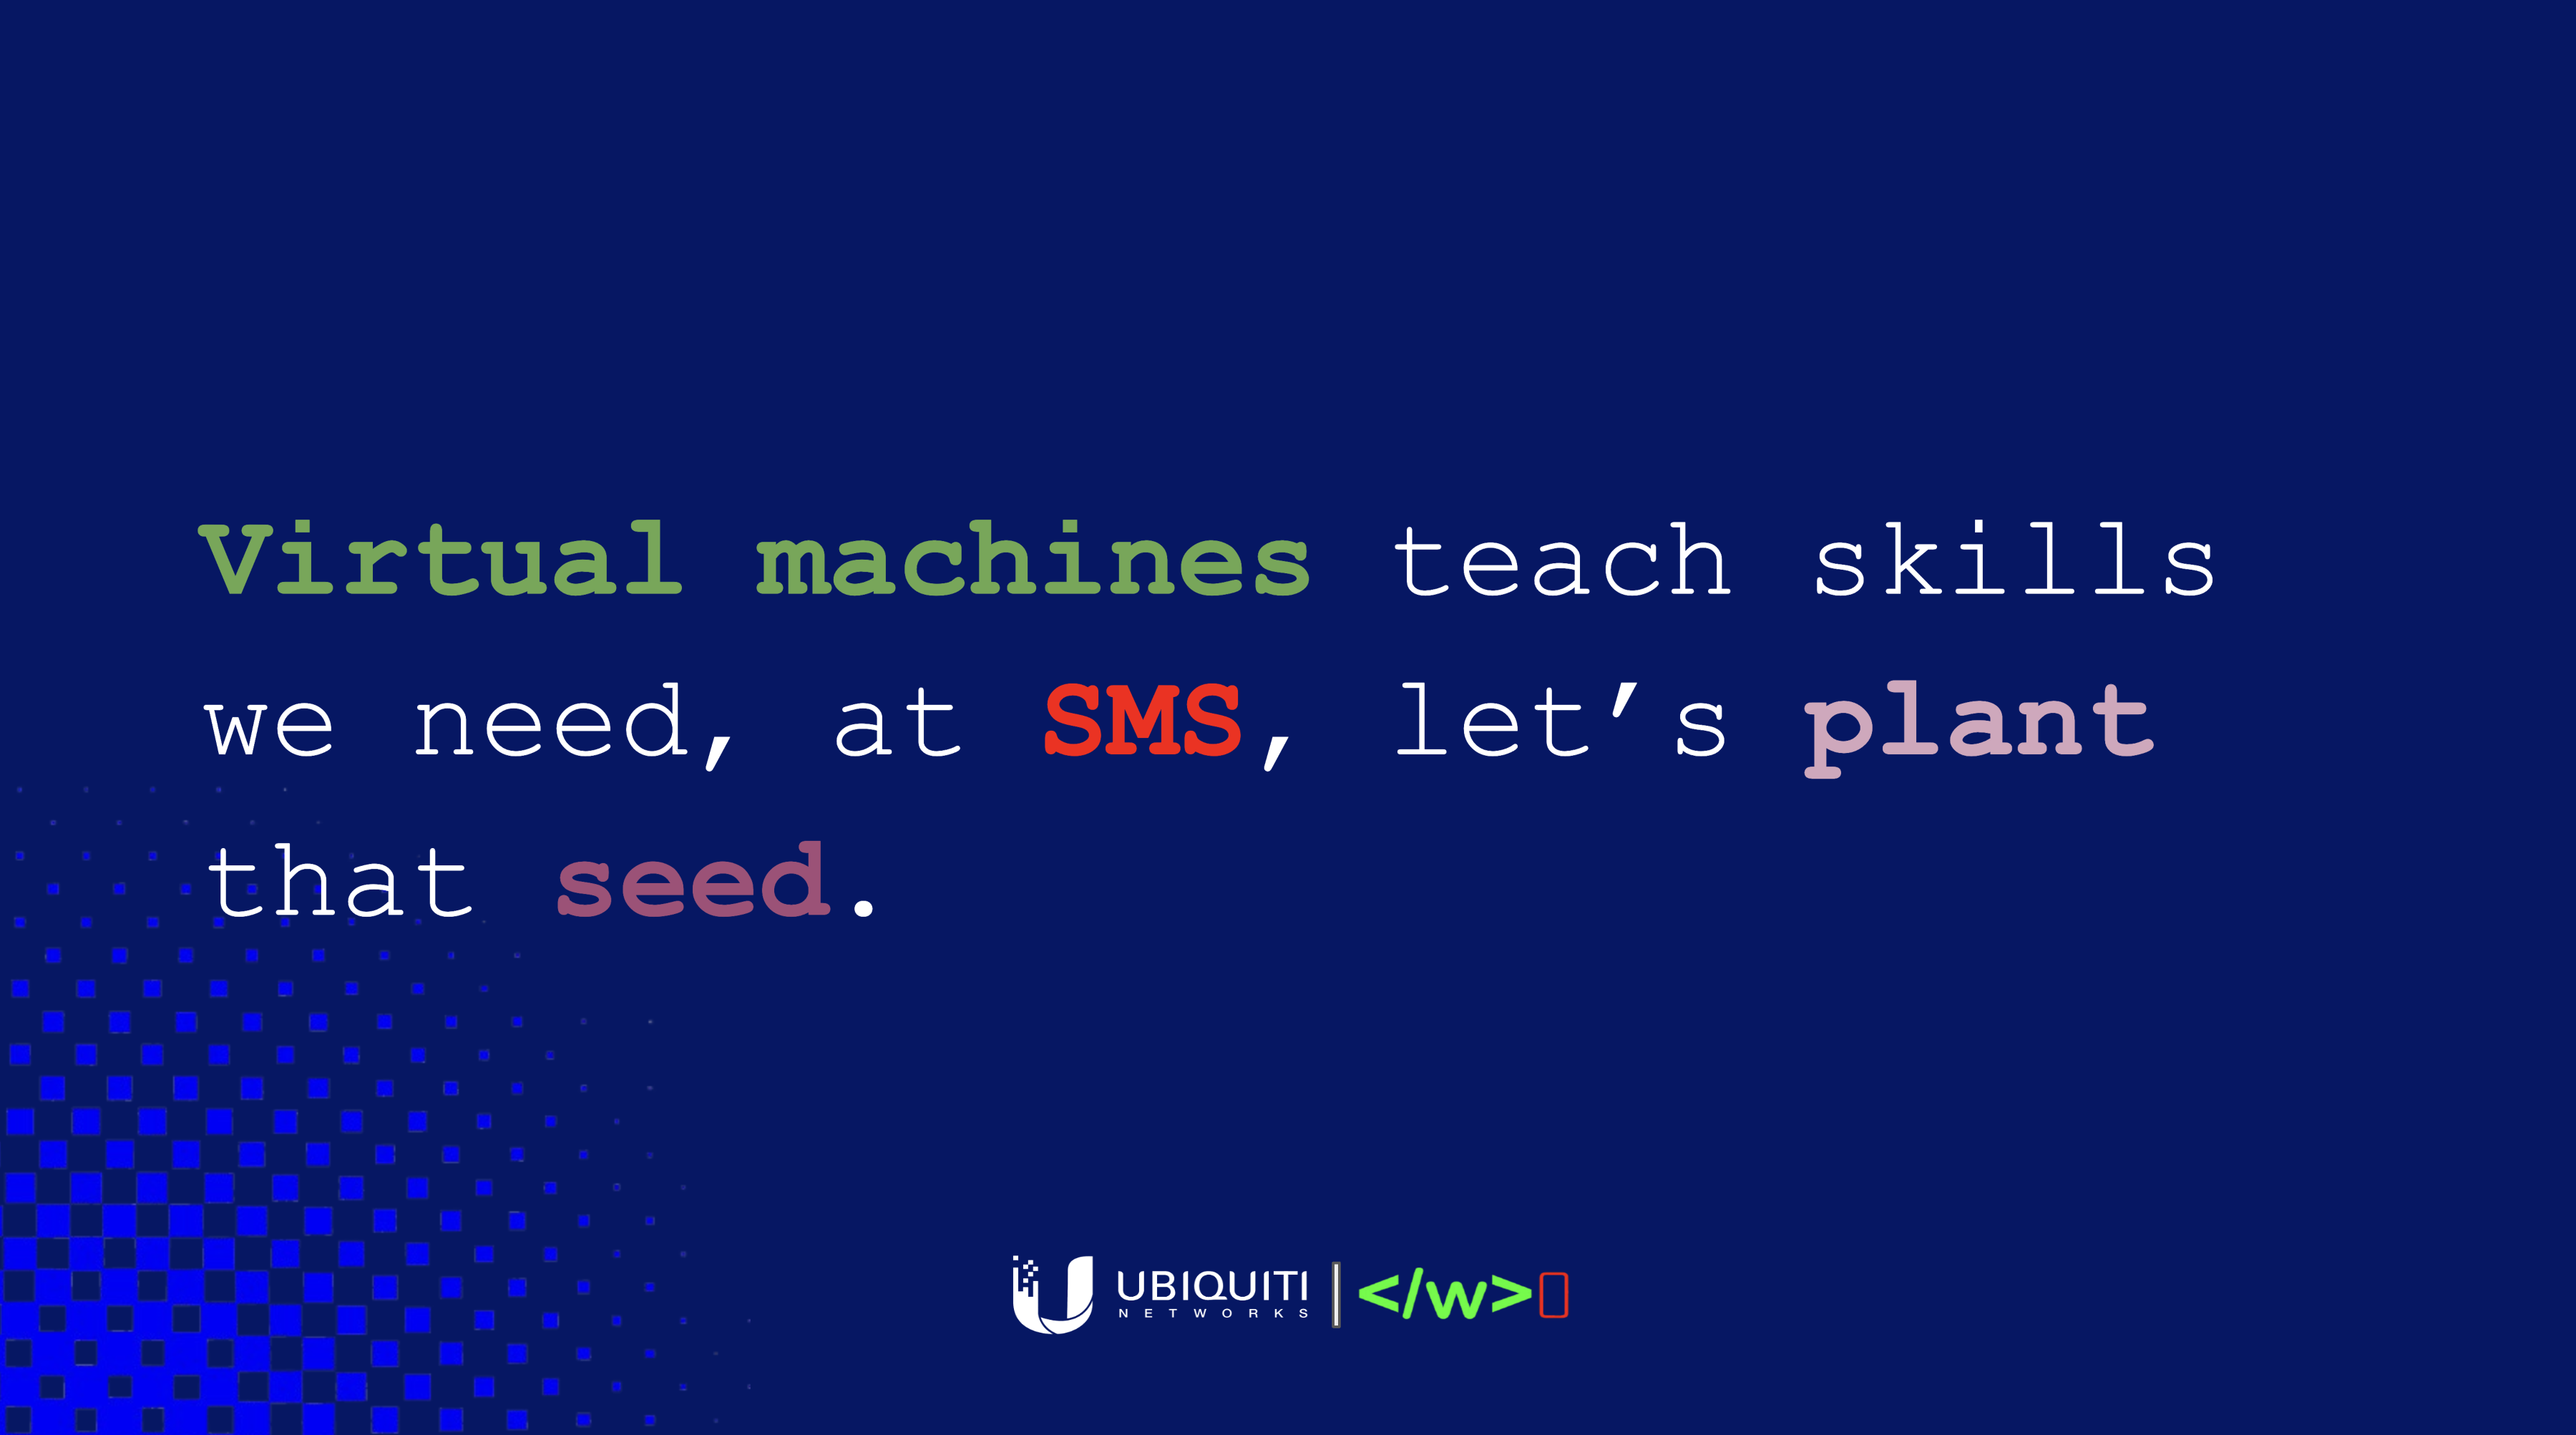 Virtual machines teach skills
we need, at SMS, let’s plant
that seed.
UBIQUITI
NETWORKS
</w>